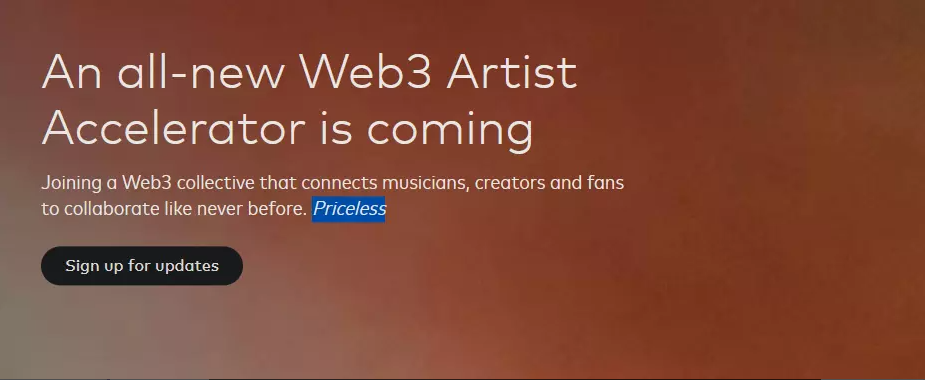 An all-new Web3 Artist
Accelerator is coming
Joining a Web3 collective that connects musicians, creators and fans
to collaborate like never before. Priceless
Sign up for updates